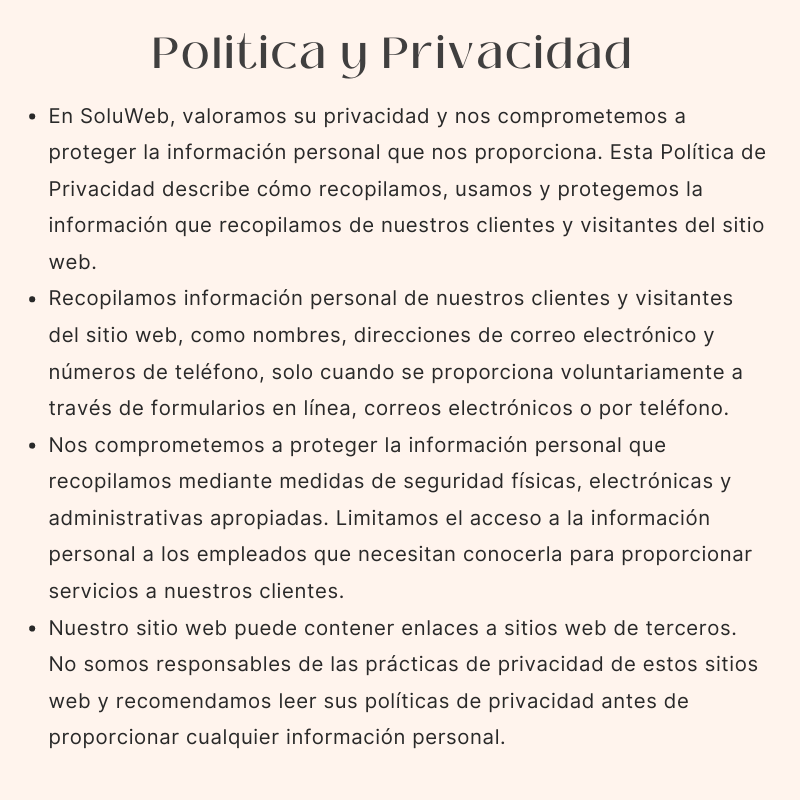 Politica y Privacidad
• En SoluWeb, valoramos su privacidad y nos comprometemos a
proteger la información personal que nos proporciona. Esta Política de
Privacidad describe cómo recopilamos, usamos y protegemos la
información que recopilamos de nuestros clientes y visitantes del sitio
web.
• Recopilamos información personal de nuestros clientes y visitantes
del sitio web, como nombres, direcciones de correo electrónico y
números de teléfono, solo cuando se proporciona voluntariamente a
través de formularios en línea, correos electrónicos o por teléfono.
• Nos comprometemos a proteger la información personal que
recopilamos mediante medidas de seguridad físicas, electrónicas y
administrativas apropiadas. Limitamos el acceso a la información
personal a los empleados que necesitan conocerla para proporcionar
servicios a nuestros clientes.
• Nuestro sitio web puede contener enlaces a sitios web de terceros.
No somos responsables de las prácticas de privacidad de estos sitios
web y recomendamos leer sus políticas de privacidad antes de
proporcionar cualquier información personal.